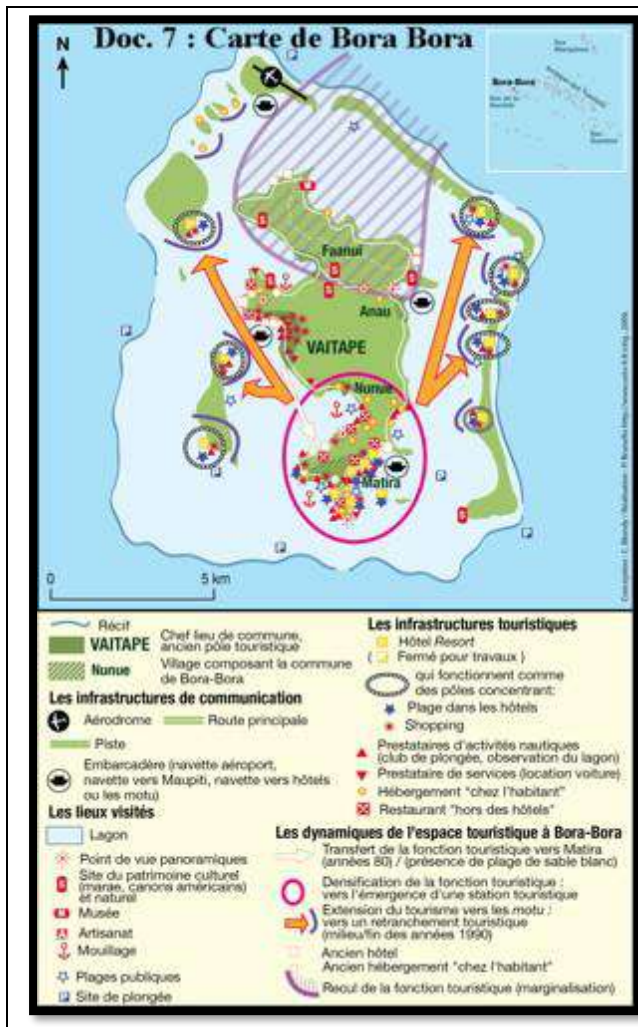 Doc. 7 : Carte de Bora Bora
N
Bora-Bora
Faanui
Anau
VAITAPE
Nunue
Matira
0 5 km
Récif
VAITAPE Chef lieu de commune,
ancien pôle touristique
Nunue Village composant la commune
de Bora-Bora
Les infrastructures de communication
Aérodrome Route principale
Piste
Embarcadère (navette aéroport,
navette vers Maupiti, navette vers hôtels
ou les motu)
Les lieux visités
Lagon
Point de vue panoramiques
Site du patrimoine culturel
(marae, canons américains)
et naturel
Musée
Artisanat
Mouillage
Plages publiques
Site de plongée
Les infrastructures touristiques
Hôtel Resort
( Fermé pour travaux )
qui fonctionnent comme
des pôles concentrant:
Plage dans les hôtels
Shopping
Prestataires d'activités nautiques
(club de plongée, observation du lagon)
Prestataire de services (location voiture)
Hébergement "chez l'habitant"
Restaurant "hors des hôtels"
Les dynamiques de l'espace touristique à Bora-Bora
Transfert de la fonction touristique vers Matira
(années 80) / (présence de plage de sable blanc)
Densification de la fonction touristique :
vers l'émergence d'une station touristique
Extension du tourisme vers les motu :
vers un retranchement touristique
(milieu/fin des années 1990)
Ancien hôtel
Ancien hébergement "chez l'habitant"
Recul de la fonction touristique (marginalisation)